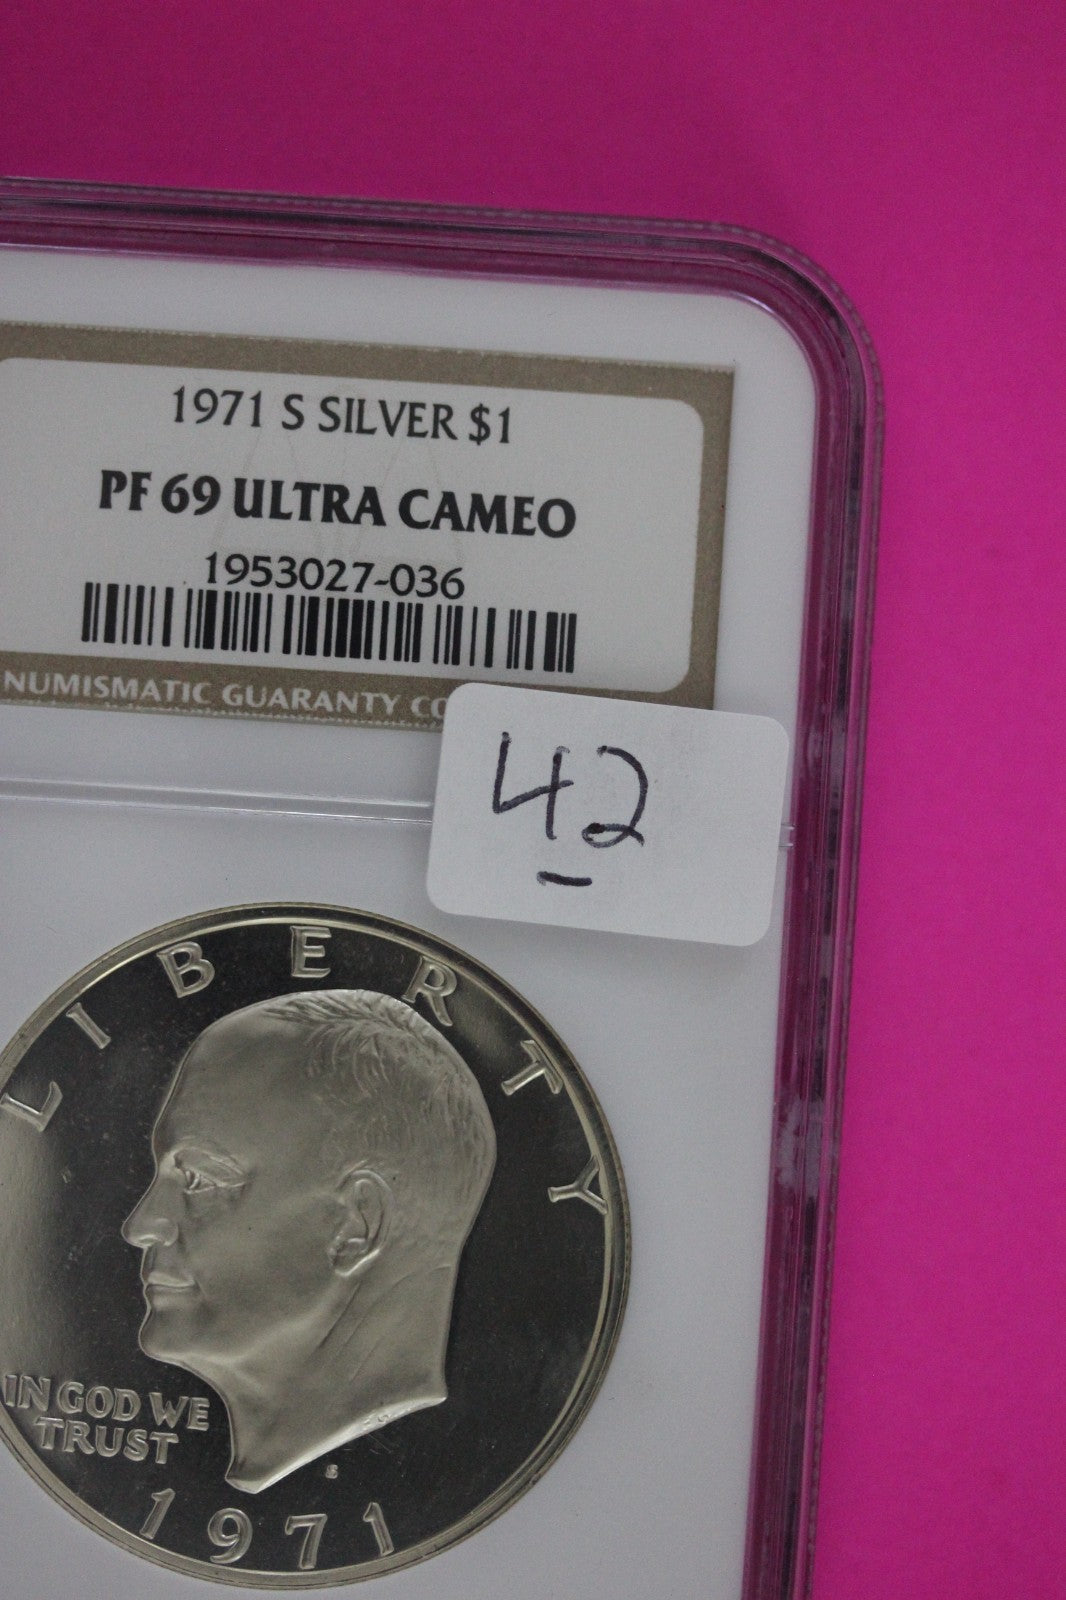 1971 S SILVER $1
PF 69 ULTRA CAMEO
1953027-036
NUMISMATIC GUARANTY CO
42
LIBERTY
IN GOD WE
TRUST
S
1971